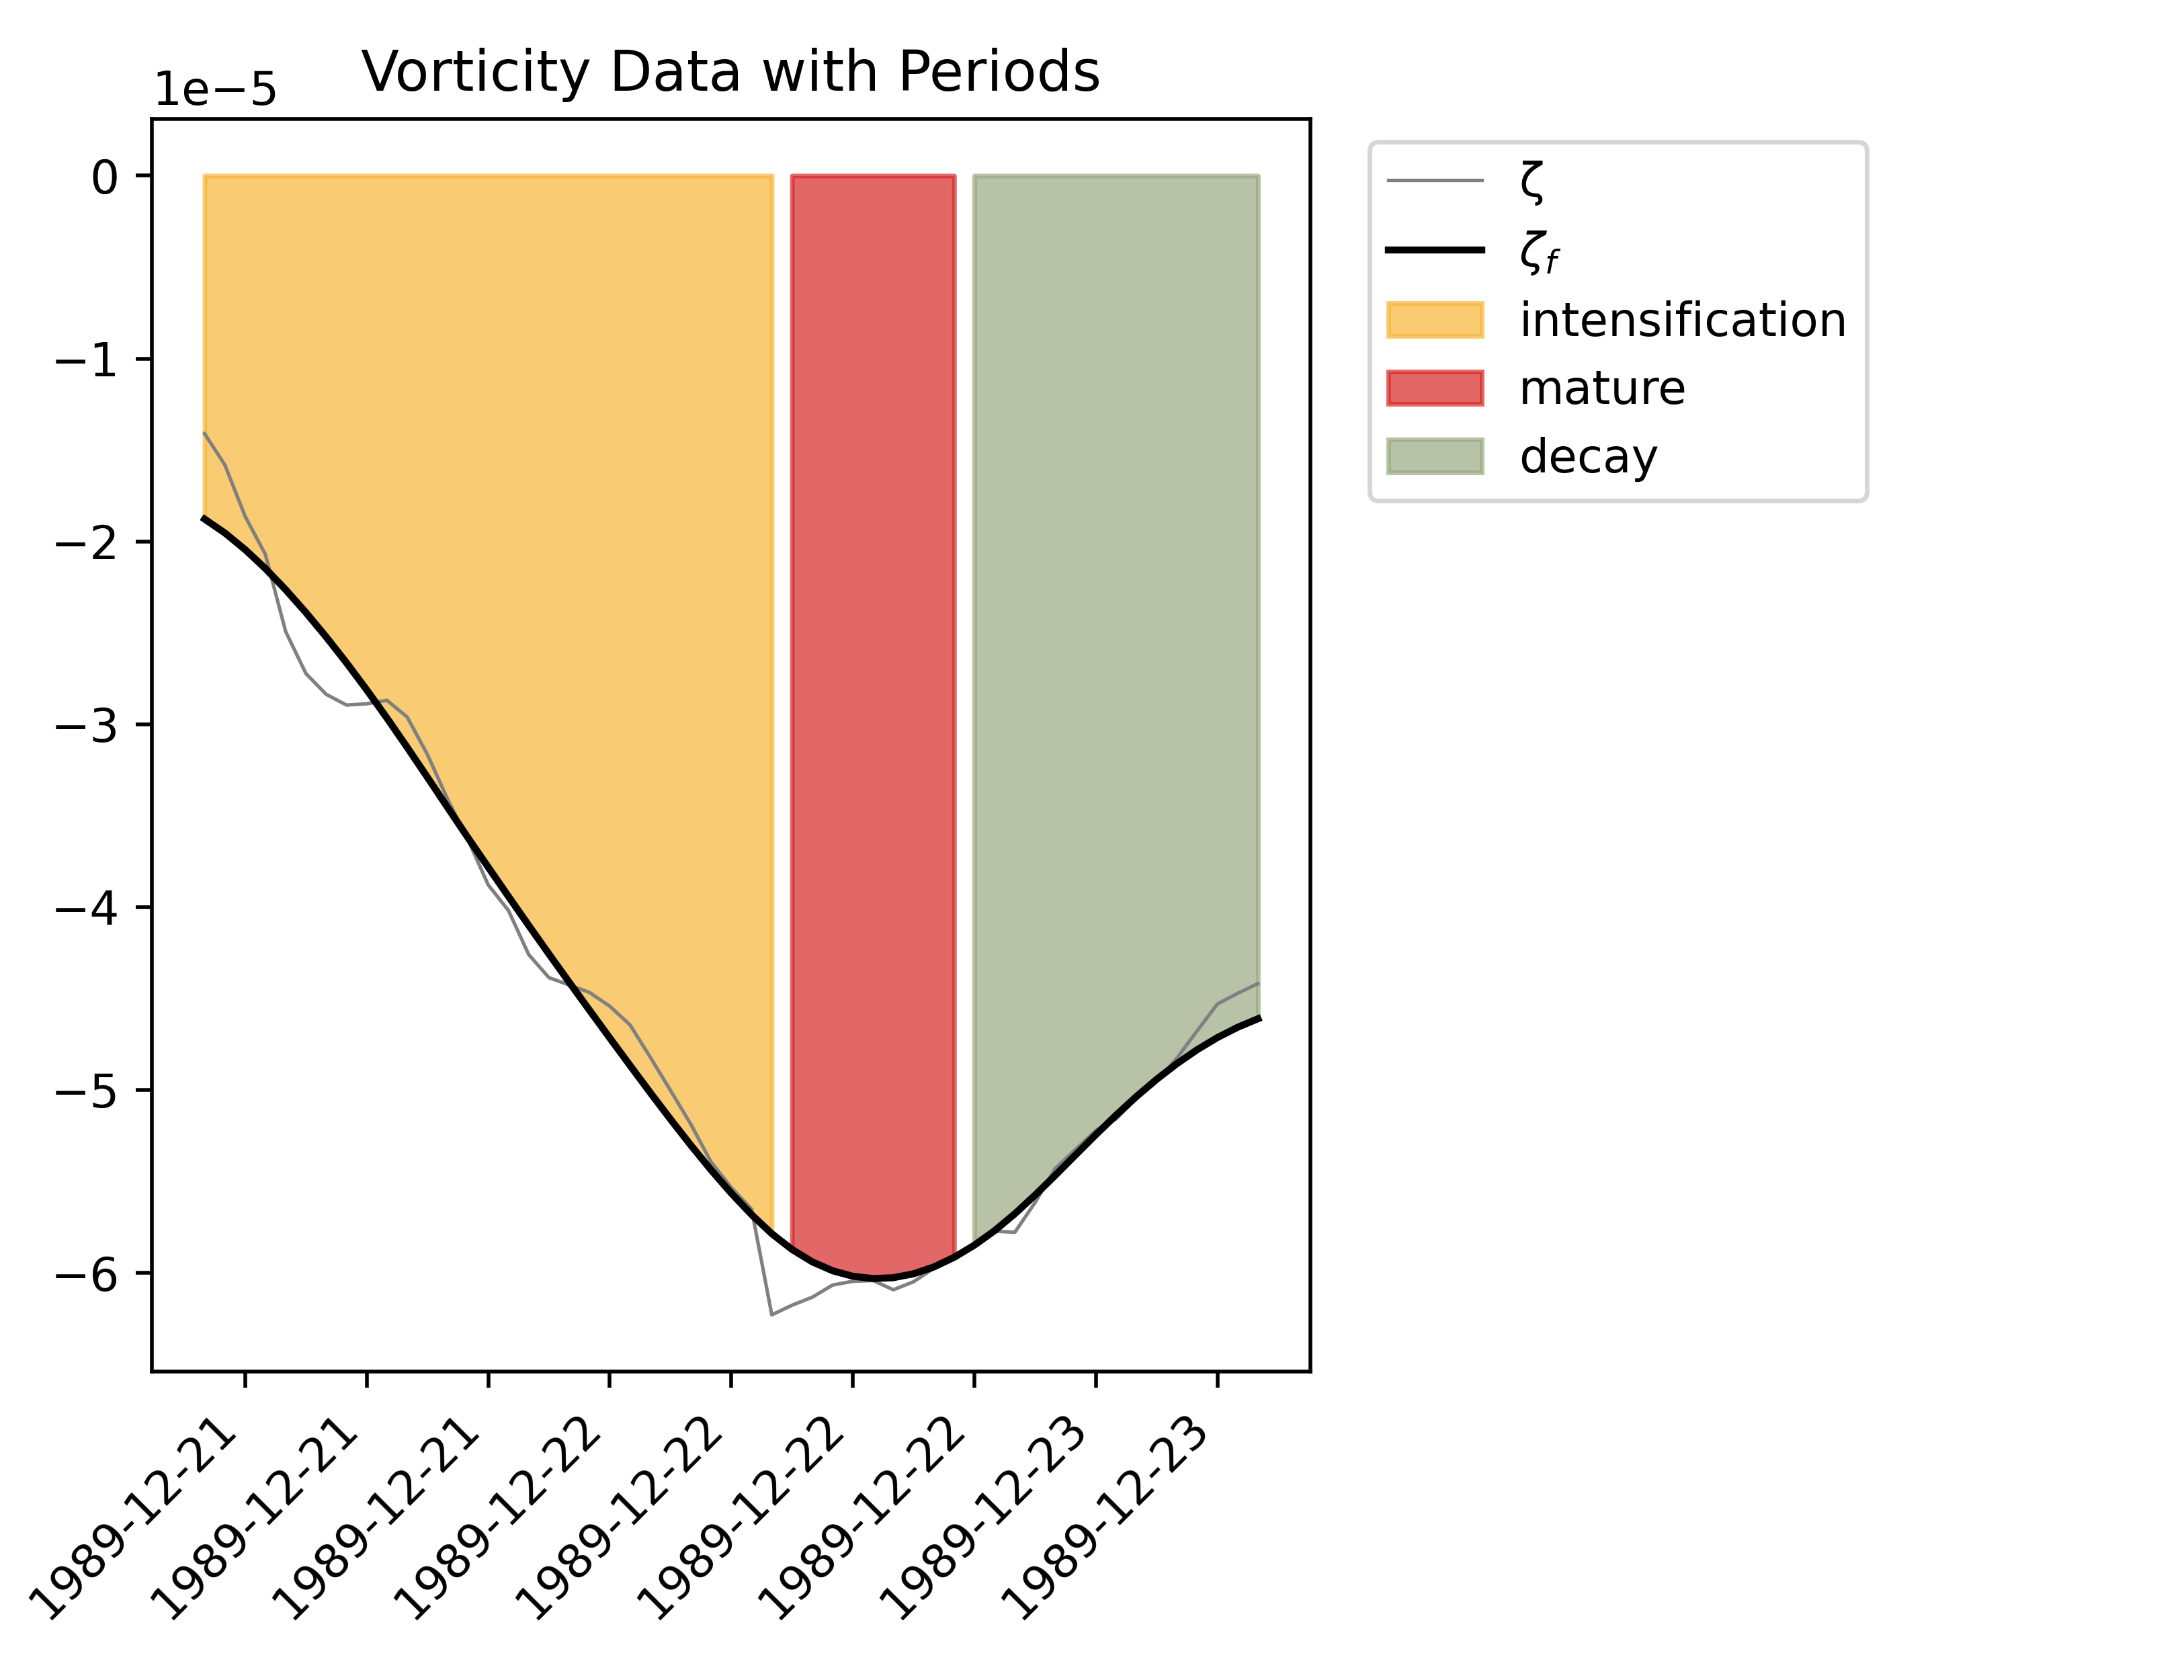 Vorticity Data with Periods
1e−5
0
−1
−2
−3
−4
−5
−6
1989-12-21
1989-12-21
1989-12-21
1989-12-22
1989-12-22
1989-12-22
1989-12-22
1989-12-23
1989-12-23
ζ
ζf
intensification
mature
decay